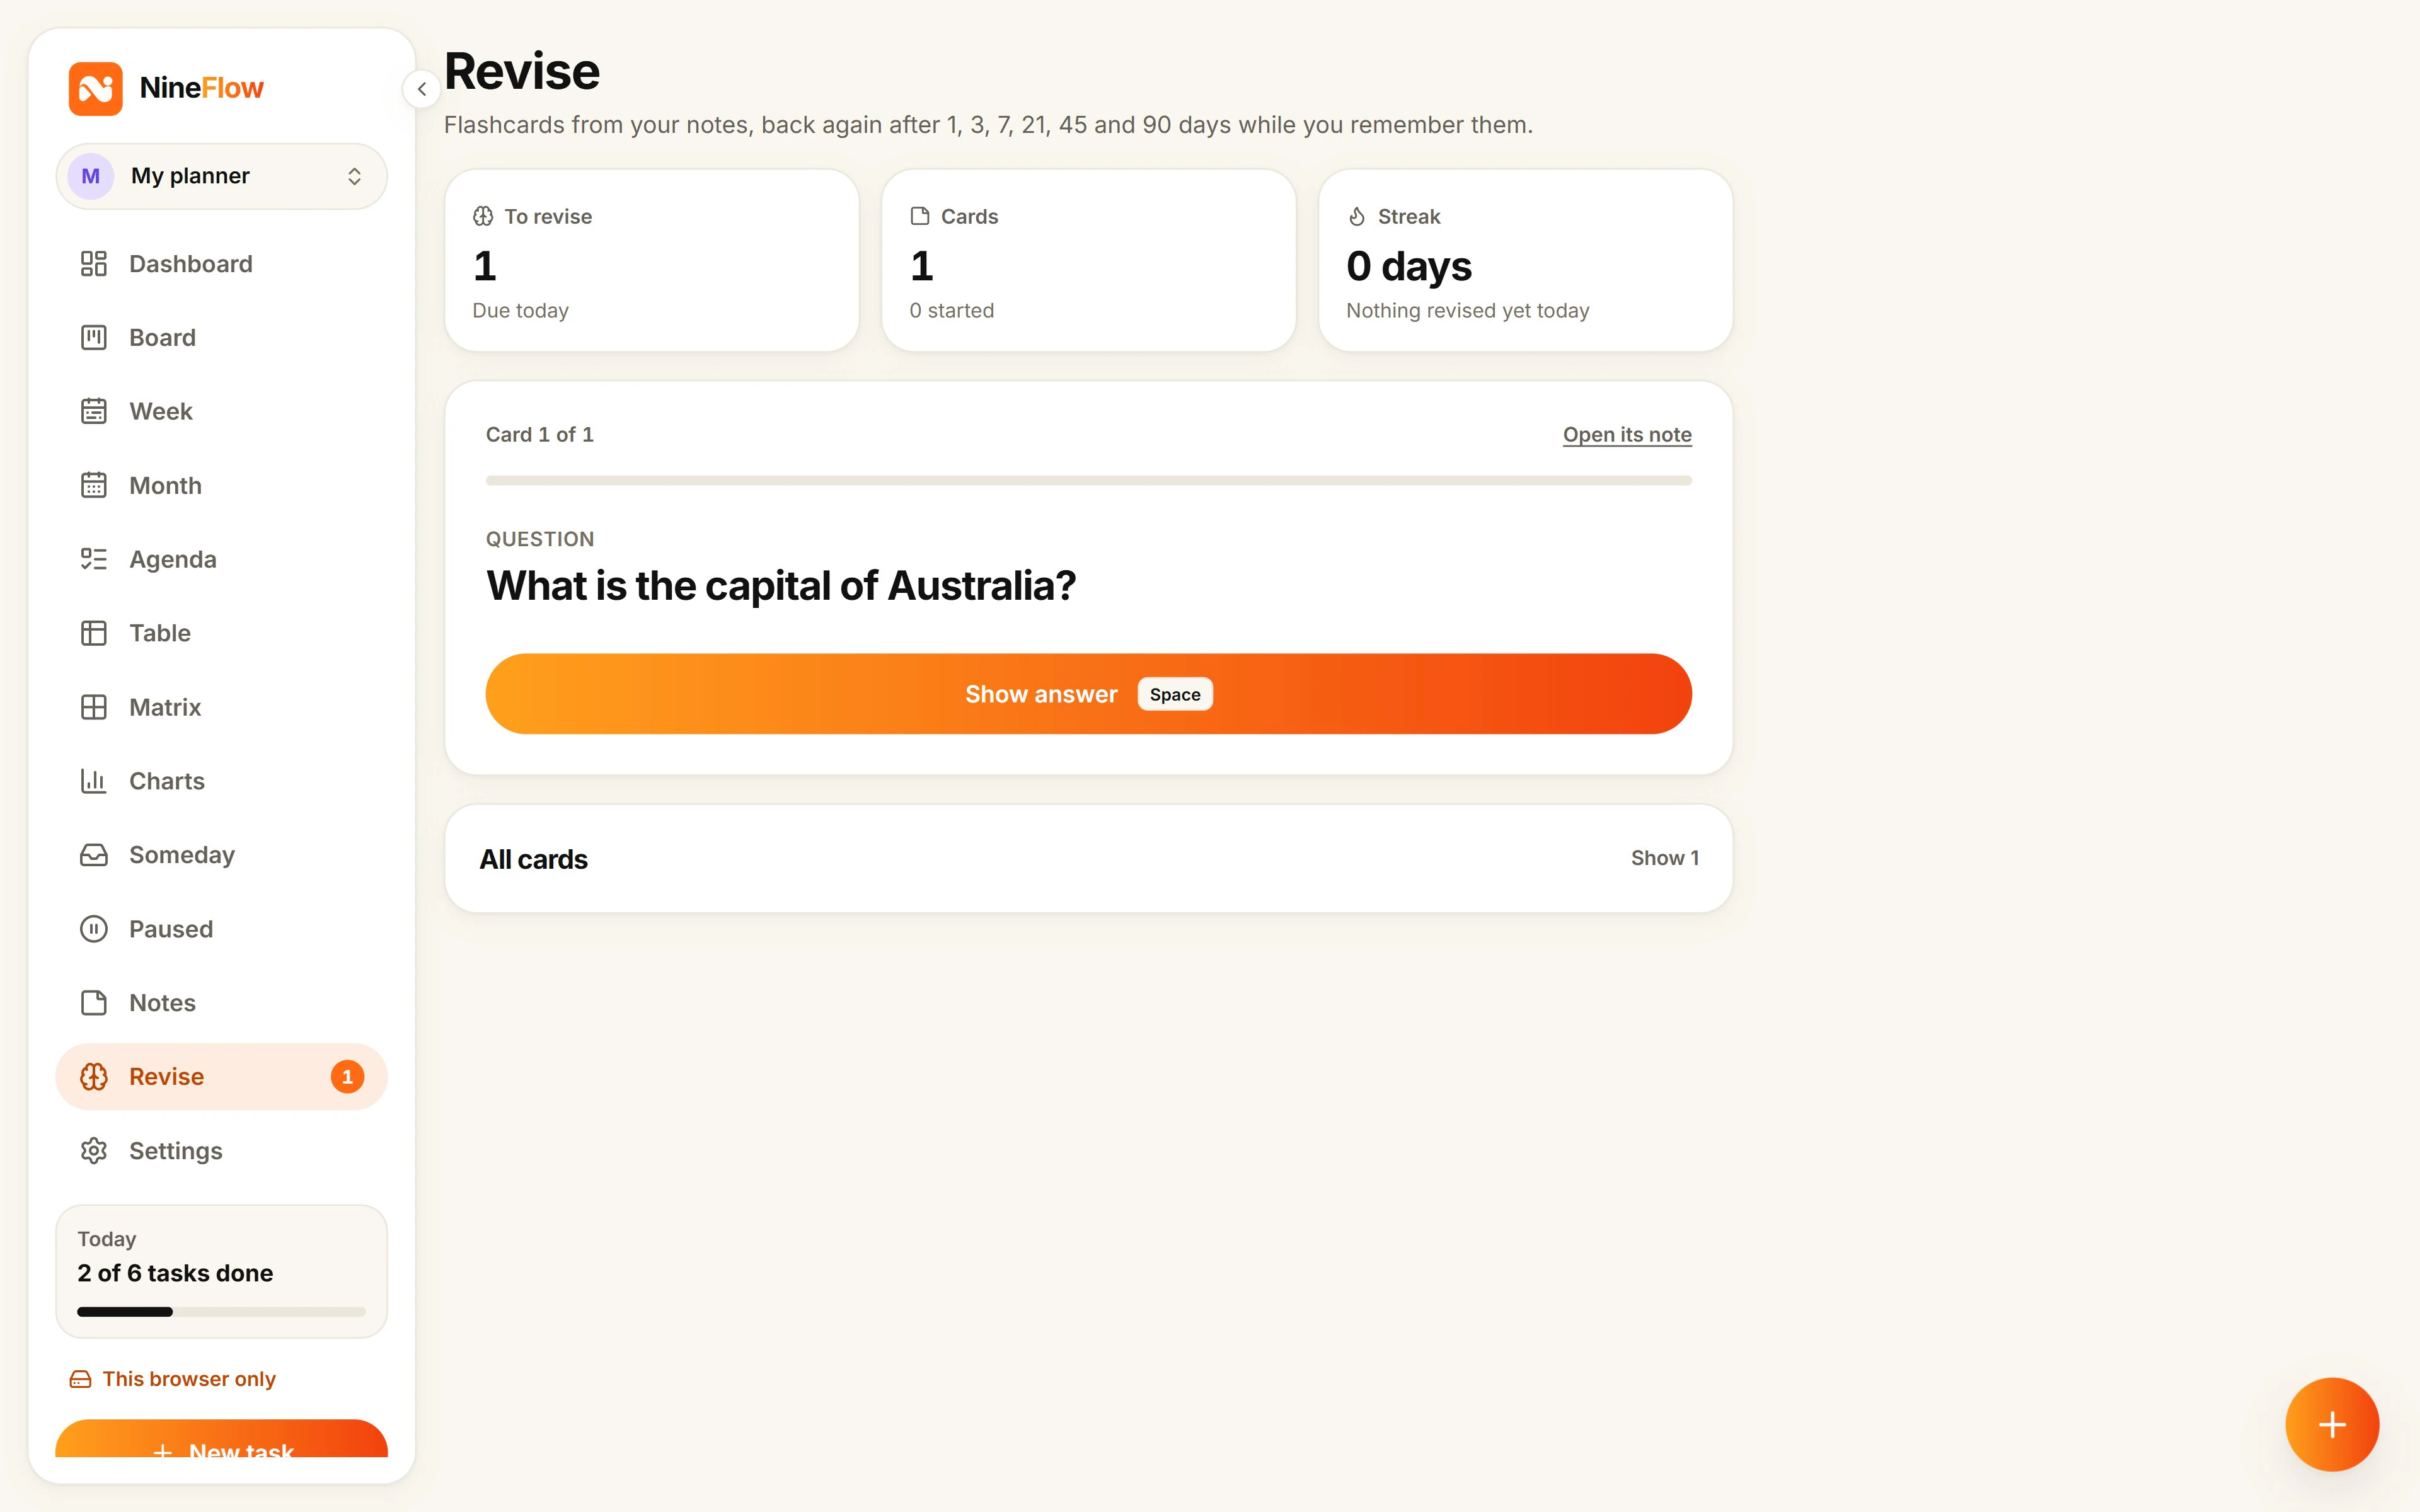 NineFlow
M My planner
Dashboard
Board
Week
Month
Agenda
Table
Matrix
Charts
Someday
Paused
Notes
Revise 1
Settings
Today
2 of 6 tasks done
This browser only
New task
Revise
Flashcards from your notes, back again after 1, 3, 7, 21, 45 and 90 days while you remember them.
To revise
1
Due today
Cards
1
0 started
Streak
0 days
Nothing revised yet today
Card 1 of 1
Open its note
QUESTION
What is the capital of Australia?
Show answer Space
All cards
Show 1